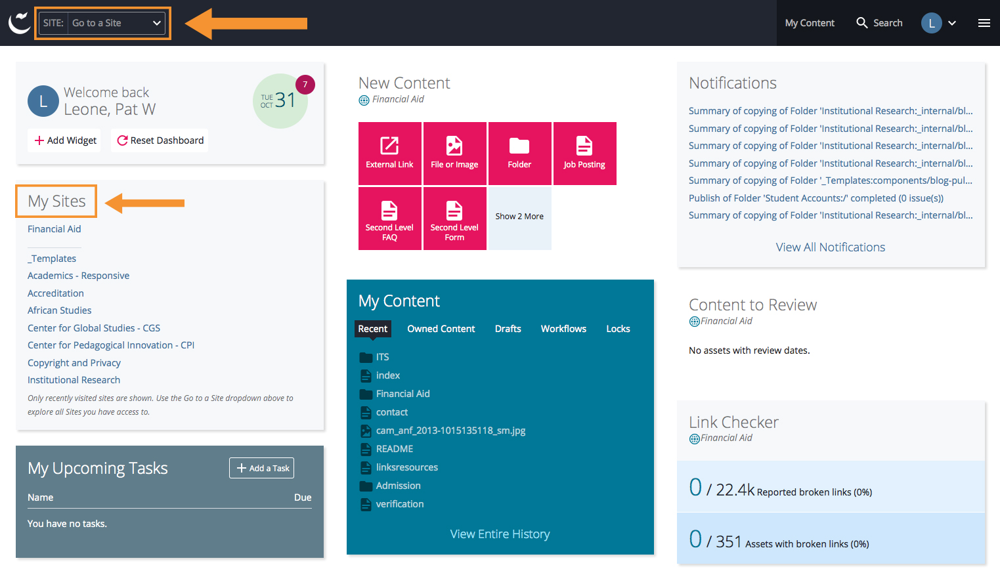 SITE: Go to a Site
My Content
Search
L
Welcome back
Leone, Pat W
L
TUE
OCT
31
7
Add Widget
Reset Dashboard
My Sites
Financial Aid
_Templates
Academics - Responsive
Accreditation
African Studies
Center for Global Studies - CGS
Center for Pedagogical Innovation - CPI
Copyright and Privacy
Institutional Research
Only recently visited sites are shown. Use the Go to a Site dropdown above to
explore all Sites you have access to.
My Upcoming Tasks
Add a Task
Name Due
You have no tasks.
New Content
Financial Aid
External Link
File or Image
Folder
Job Posting
Second Level
FAQ
Second Level
Form
Show 2 More
My Content
Recent Owned Content Drafts Workflows Locks
ITS
index
Financial Aid
contact
cam_anf_2013-1015135118_sm.jpg
README
linksresources
Admission
verification
View Entire History
Notifications
Summary of copying of Folder 'Institutional Research:_internal/bl...
Summary of copying of Folder 'Institutional Research:_internal/bl...
Summary of copying of Folder 'Institutional Research:_internal/bl...
Summary of copying of Folder 'Institutional Research:_internal/bl...
Summary of copying of Folder '_Templates:components/blog-pul...
Publish of Folder 'Student Accounts:/' completed (0 issue(s))
Summary of copying of Folder 'Institutional Research:_internal/bl...
View All Notifications
Content to Review
Financial Aid
No assets with review dates.
Link Checker
Financial Aid
0 / 22.4k Reported broken links (0%)
0 / 351 Assets with broken links (0%)